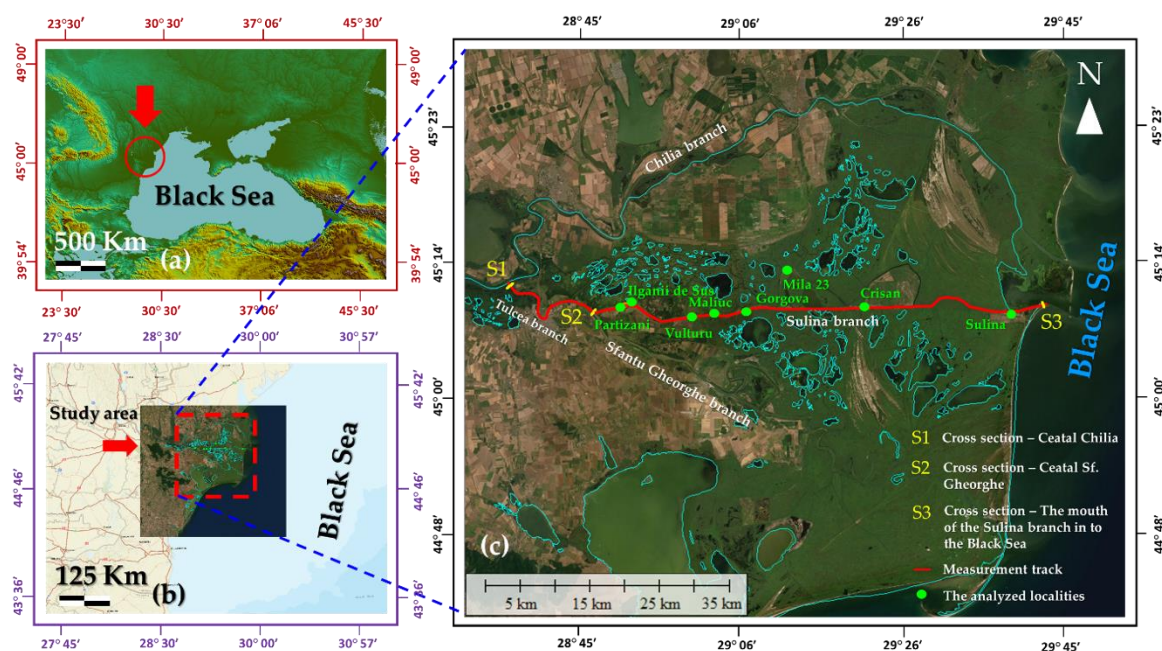 23°30′ 30°30′ 37°06′ 45°30′
49°00′
45°00′
39°54′
49°00′
45°00′
39°54′
Black Sea
500 Km
(a)
27°45′ 28°30′ 30°00′ 30°57′
45°42′
44°46′
43°36′
45°42′
44°46′
43°36′
Study area
Black Sea
125 Km
(b)
27°45′ 28°30′ 30°00′ 30°57′
28°45′ 29°06′ 29°26′ 29°45′
45°23′
45°14′
45°00′
44°48′
45°23′
45°14′
45°00′
44°48′
N
Chilia branch
S1
Tulcea branch
S2
Partizani
Ilganii de Sus
Maliuc
Vulturu
Gorgova
Mila 23
Crisan
Sulina branch
Sulina
S3
Sfantu Gheorghe branch
Black Sea
S1 Cross section – Ceatal Chilia
S2 Cross section – Ceatal Sf.
Gheorghe
S3 Cross section – The mouth
of the Sulina branch in to
the Black Sea
Measurement track
The analyzed localities
(c)
5 km 15 km 25 km 35 km
28°45′ 29°06′ 29°26′ 29°45′